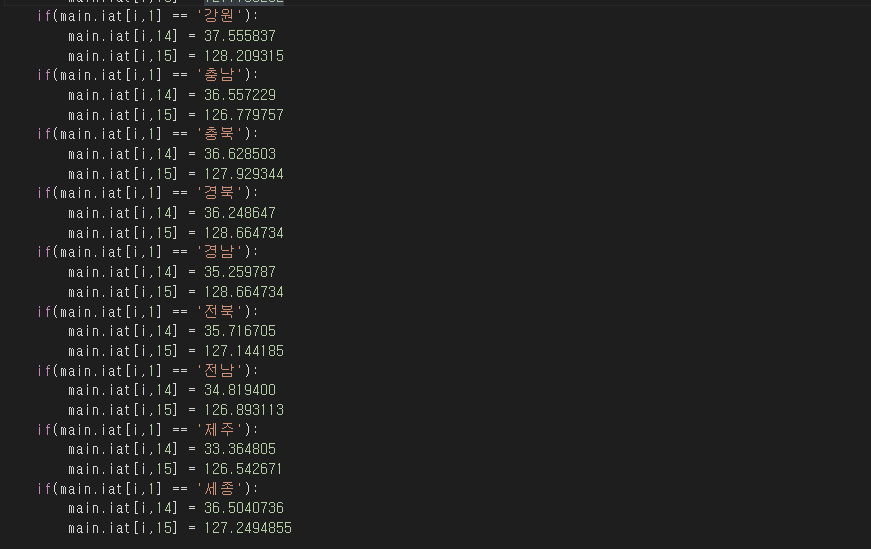 if(main.iat[i,1] == '강원'):
main.iat[i,14] = 37.555837
main.iat[i,15] = 128.209315
if(main.iat[i,1] == '충남'):
main.iat[i,14] = 36.557229
main.iat[i,15] = 126.779757
if(main.iat[i,1] == '충북'):
main.iat[i,14] = 36.628503
main.iat[i,15] = 127.929344
if(main.iat[i,1] == '경북'):
main.iat[i,14] = 36.248647
main.iat[i,15] = 128.664734
if(main.iat[i,1] == '경남'):
main.iat[i,14] = 35.259787
main.iat[i,15] = 128.664734
if(main.iat[i,1] == '전북'):
main.iat[i,14] = 35.716705
main.iat[i,15] = 127.144185
if(main.iat[i,1] == '전남'):
main.iat[i,14] = 34.819400
main.iat[i,15] = 126.893113
if(main.iat[i,1] == '제주'):
main.iat[i,14] = 33.364805
main.iat[i,15] = 126.542671
if(main.iat[i,1] == '세종'):
main.iat[i,14] = 36.5040736
main.iat[i,15] = 127.2494855